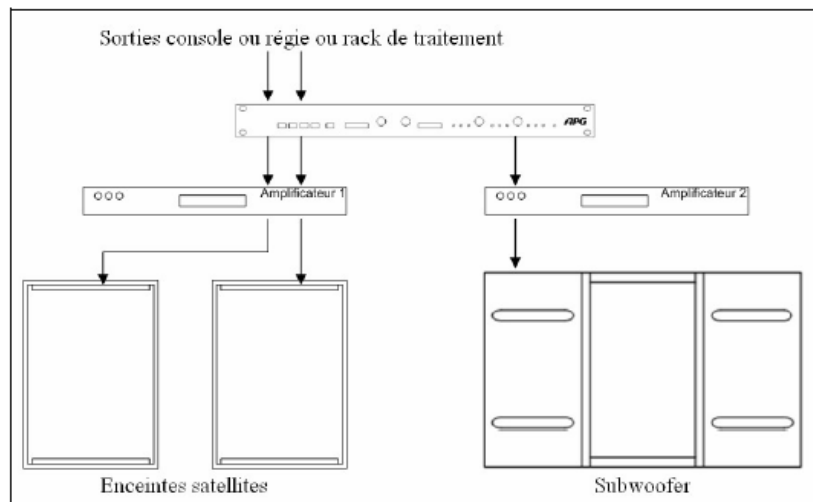 Sorties console ou régie ou rack de traitement
APG
Amplificateur 1
Amplificateur 2
Enceintes satellites
Subwoofer